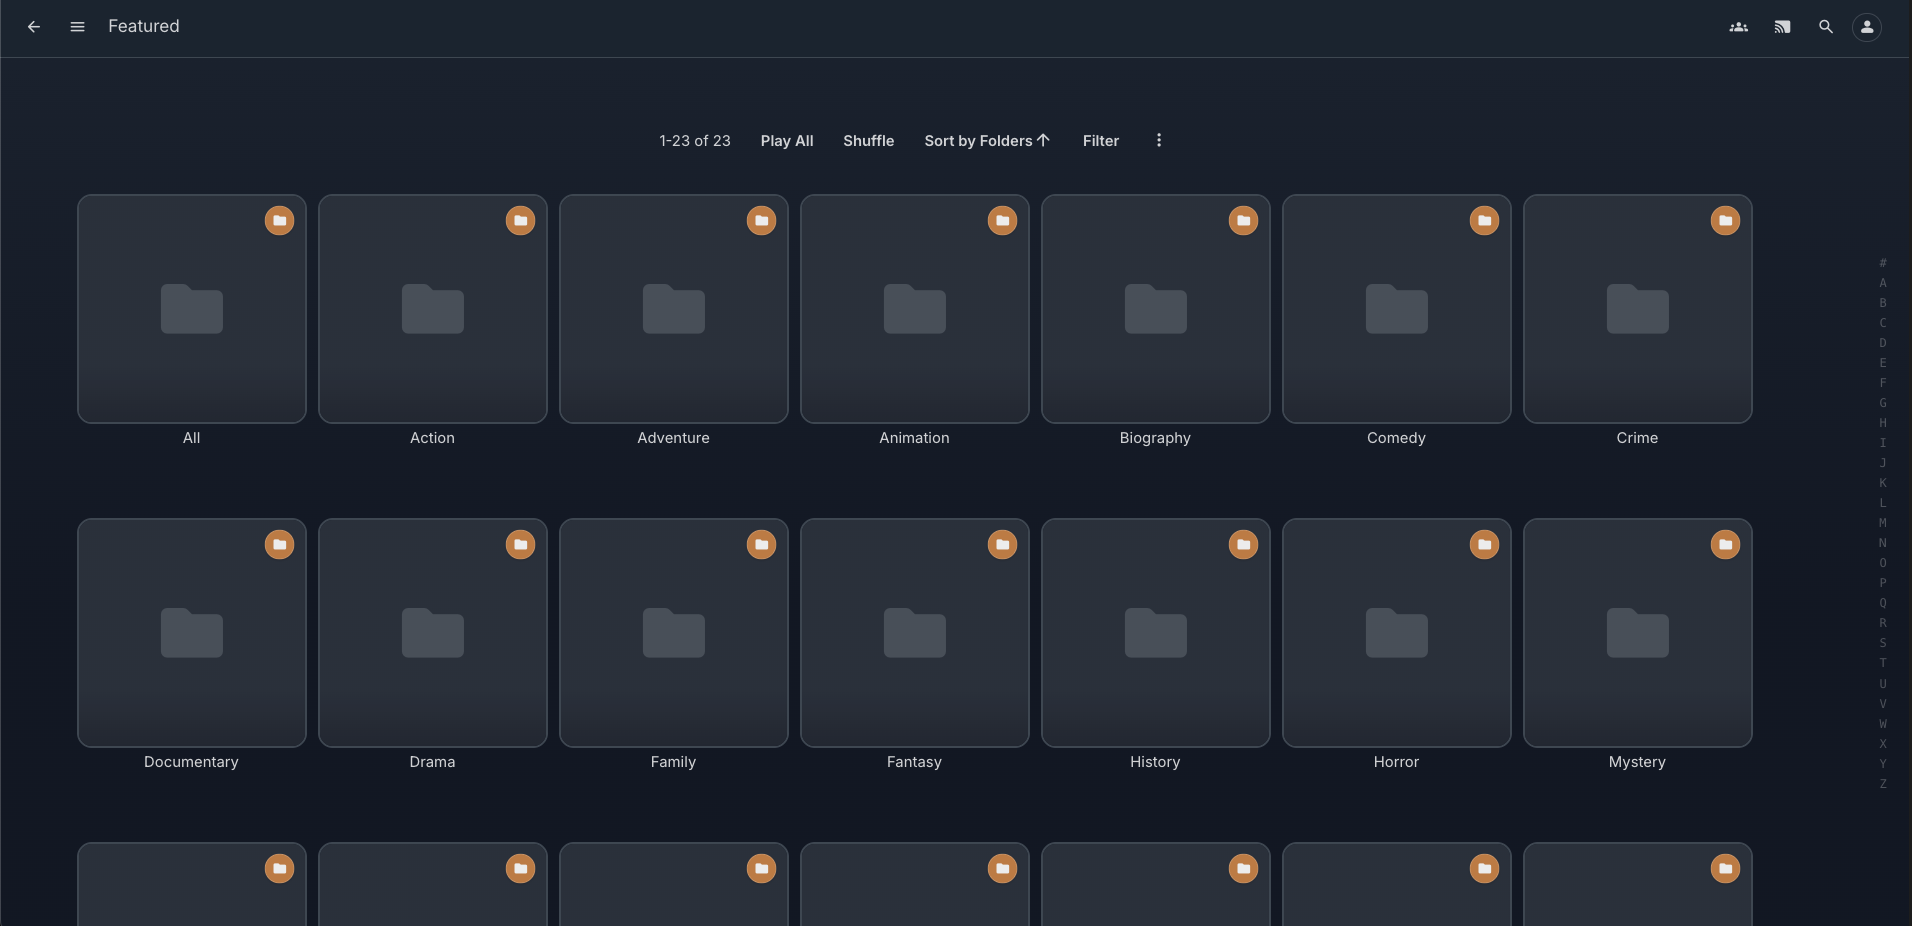 Featured
1-23 of 23 Play All Shuffle Sort by Folders Filter
All Action Adventure Animation Biography Comedy Crime
Documentary Drama Family Fantasy History Horror Mystery
#
A
B
C
D
E
F
G
H
I
J
K
L
M
N
O
P
Q
R
S
T
U
V
W
X
Y
Z